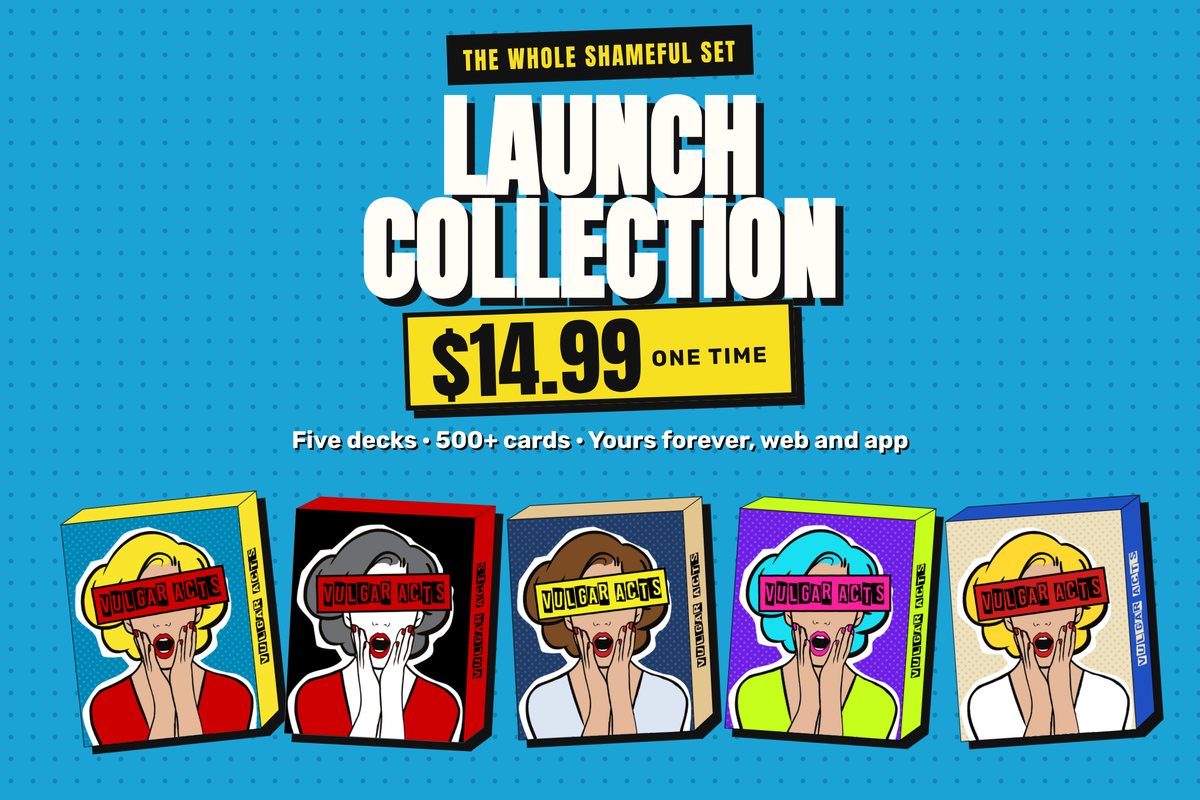 THE WHOLE SHAMEFUL SET
LAUNCH
COLLECTION
$14.99 ONE TIME
Five decks • 500+ cards • Yours forever, web and app
VULGAR ACTS
VULGAR ACTS
VULGAR ACTS
VULGAR ACTS
VULGAR ACTS
VULGAR ACTS
VULGAR ACTS
VULGAR ACTS
VULGAR ACTS
VULGAR ACTS